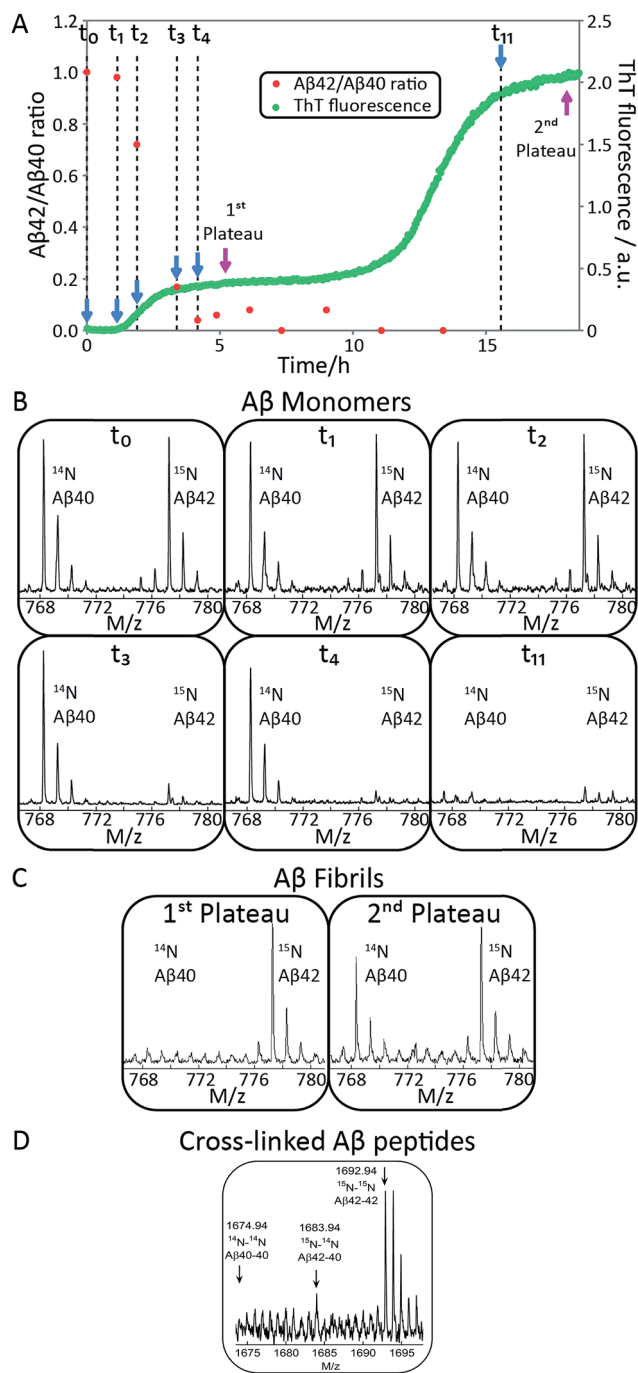 A
t0 t1 t2 t3 t4 t11
1.2
1.0
0.8
0.6
0.4
0.2
0.0
Aβ42/Aβ40 ratio
Aβ42/Aβ40 ratio
ThT fluorescence
1st
Plateau
2nd
Plateau
2.5
2.0
1.5
1.0
0.5
0
ThT fluorescence / a.u.
0 5 10 15
Time/h
B Aβ Monomers
t0
14N
Aβ40
15N
Aβ42
768 772 776 780
M/z
t1
14N
Aβ40
15N
Aβ42
768 772 776 780
M/z
t2
14N
Aβ40
15N
Aβ42
768 772 776 780
M/z
t3
14N
Aβ40
15N
Aβ42
768 772 776 780
M/z
t4
14N
Aβ40
15N
Aβ42
768 772 776 780
M/z
t11
14N
Aβ40
15N
Aβ42
768 772 776 780
M/z
C Aβ Fibrils
1st Plateau
14N
Aβ40
15N
Aβ42
768 772 776 780
M/z
2nd Plateau
14N
Aβ40
15N
Aβ42
768 772 776 780
M/z
D Cross-linked Aβ peptides
1674.94
14N-14N
Aβ40-40
1683.94
15N-14N
Aβ42-40
1692.94
15N-15N
Aβ42-42
1675 1680 1685 1690 1695
M/z